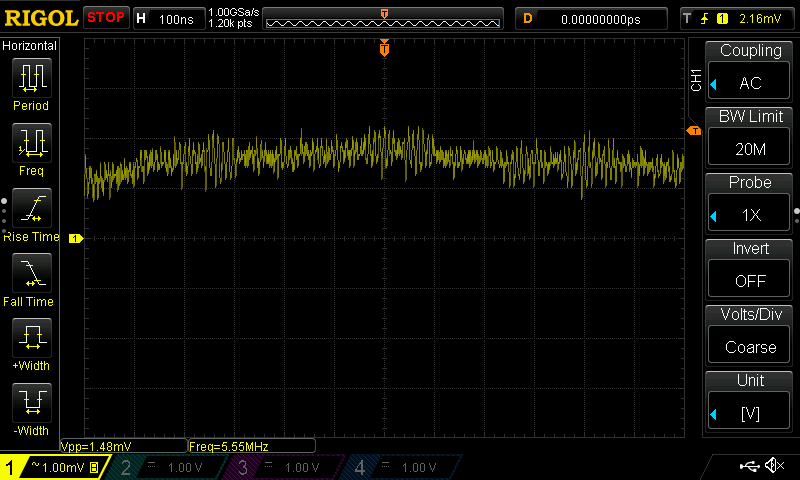 RIGOL STOP H 100ns 1.00GSa/s D 0.00000000ps T 1 2.16mV
1.20k pts
T
Horizontal
Period
Freq
Rise Time
Fall Time
+Width
-Width
1
T
CH1
Coupling
AC
BW Limit
20M
Probe
1X
Invert
OFF
Volts/Div
Coarse
Unit
[V]
Vpp=1.48mV Freq=5.55MHz
1 ~ 1.00mV B 2 1.00 V 3 1.00 V 4 1.00 V